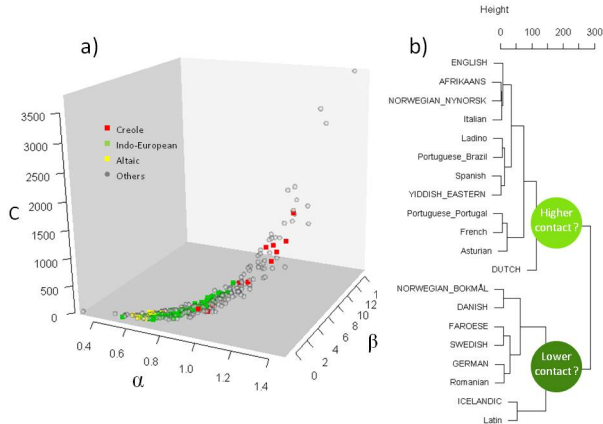 a)
C
3500
3000
2500
2000
1500
1000
500
0
Creole
Indo-European
Altaic
Others
0.4
0.6
0.8
1.0
1.2
1.4
α
0
2
4
6
8
10
12
β
b)
Height
0
100
200
300
ENGLISH
AFRIKAANS
NORWEGIAN_NYNORSK
Italian
Ladino
Portuguese_Brazil
Spanish
YIDDISH_EASTERN
Portuguese_Portugal
French
Asturian
DUTCH
Higher
contact ?
NORWEGIAN_BOKMÅL
DANISH
FAROESE
SWEDISH
GERMAN
Romanian
ICELANDIC
Latin
Lower
contact ?